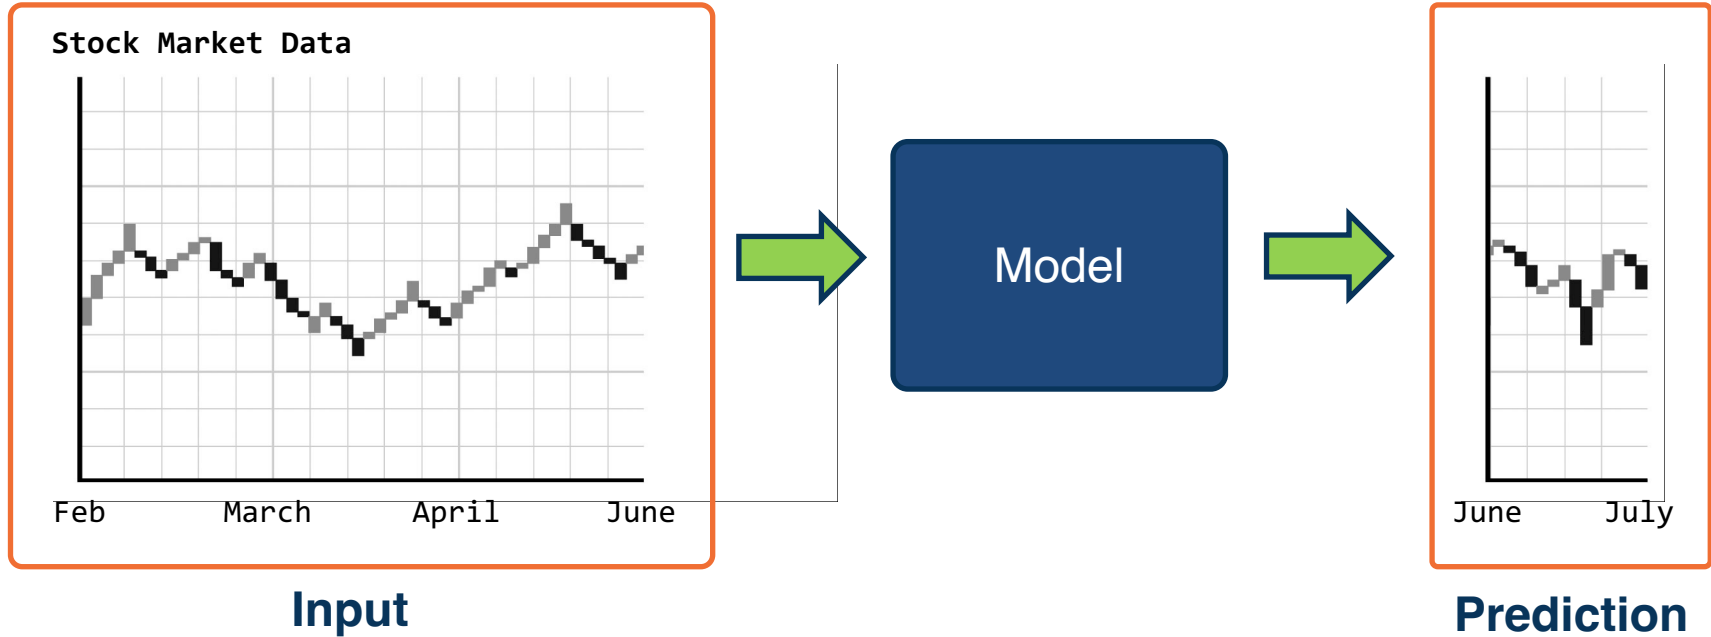 Stock Market Data
Feb March April June
Input
Model
June July
Prediction